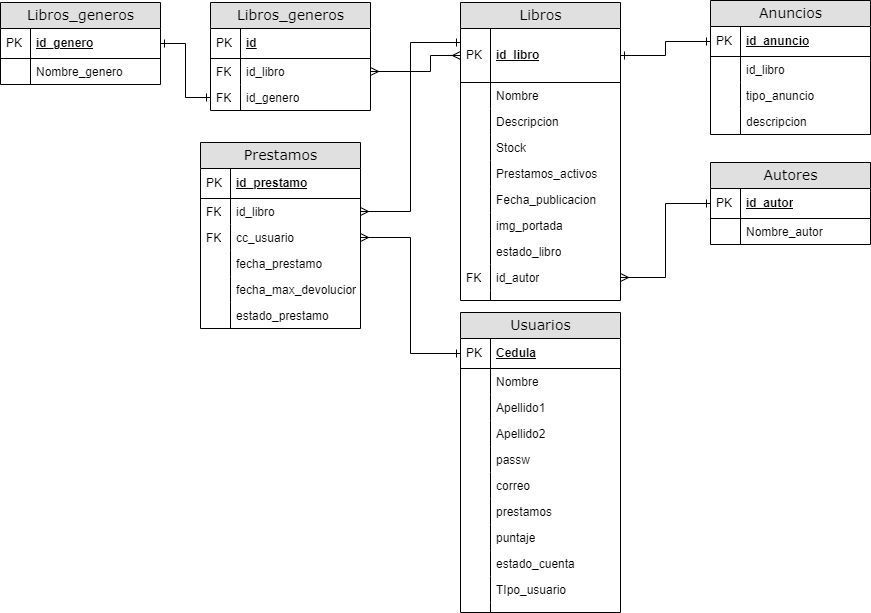 Libros_generos
PK id_genero
Nombre_genero
Libros_generos
PK id
FK id_libro
FK id_genero
Libros
PK id_libro
Nombre
Descripcion
Stock
Prestamos_activos
Fecha_publicacion
img_portada
estado_libro
FK id_autor
Anuncios
PK id_anuncio
id_libro
tipo_anuncio
descripcion
Prestamos
PK id_prestamo
FK id_libro
FK cc_usuario
fecha_prestamo
fecha_max_devolucior
estado_prestamo
Autores
PK id_autor
Nombre_autor
Usuarios
PK Cedula
Nombre
Apellido1
Apellido2
passw
correo
prestamos
puntaje
estado_cuenta
TIpo_usuario